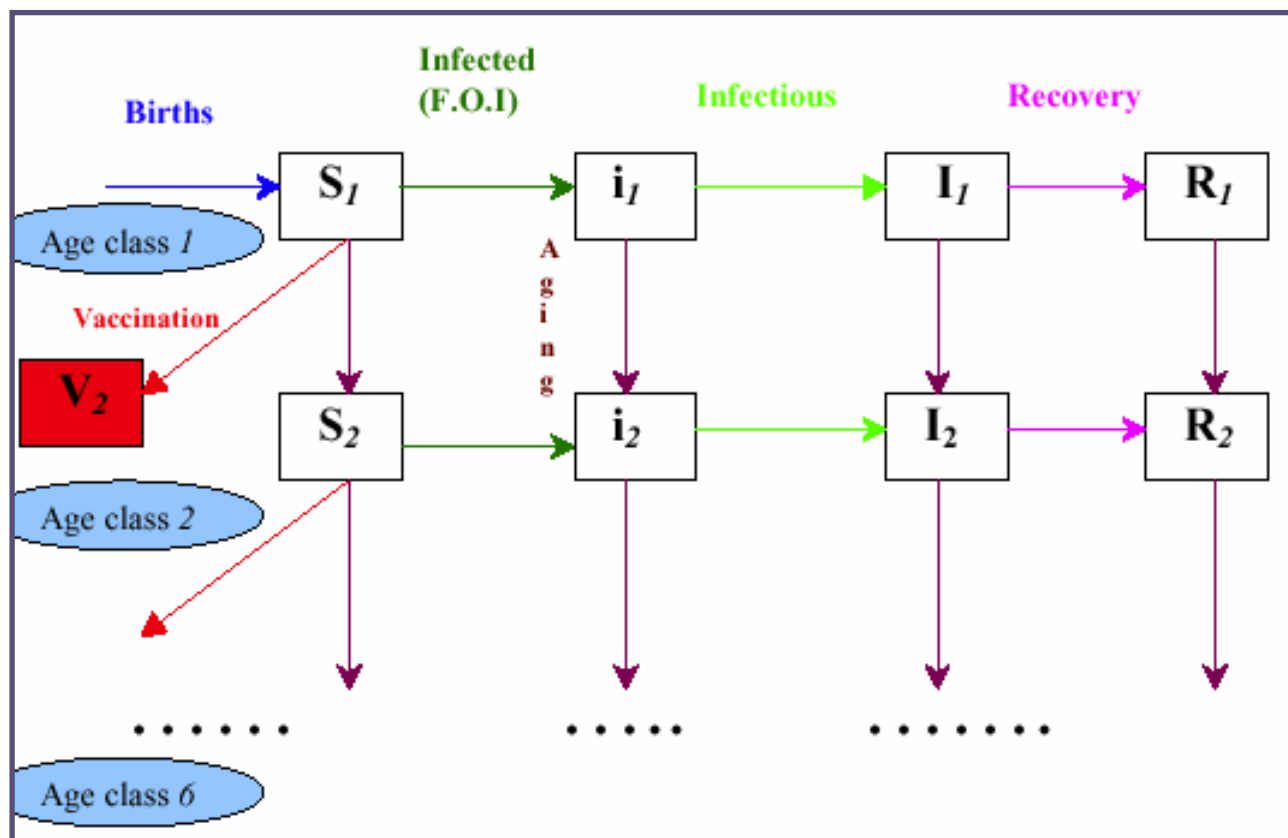 Infected
(F.O.I)
Births
Infectious
Recovery
S1
i1
I1
R1
Age class 1
Aging
Vaccination
V2
S2
i2
I2
R2
Age class 2
. . . . . .
. . . . .
. . . . . . .
Age class 6